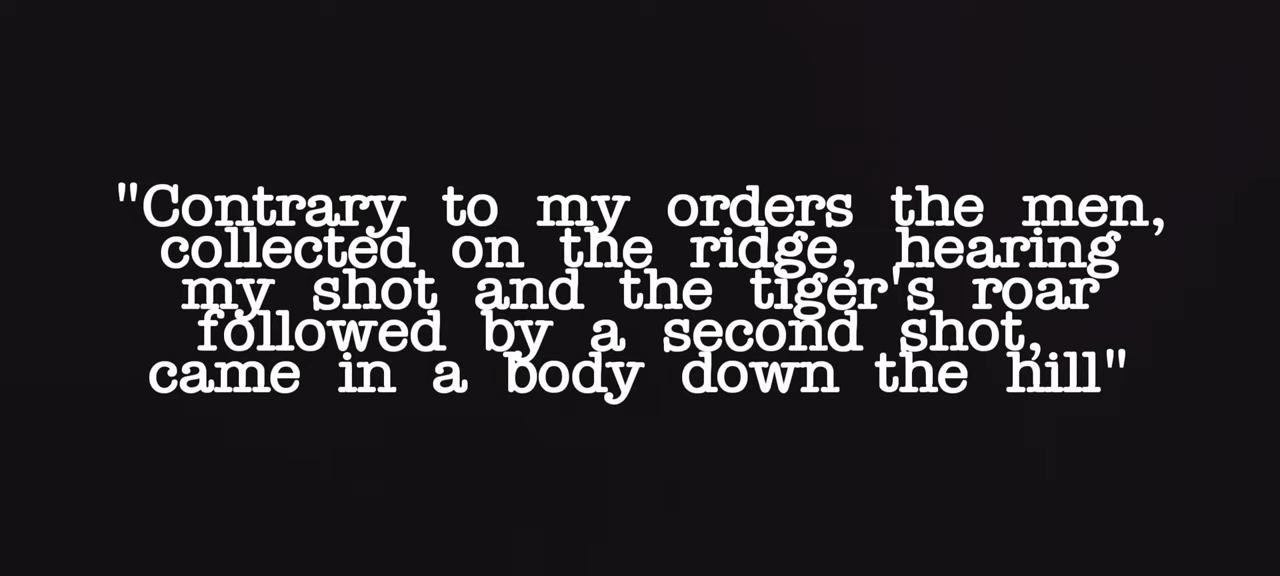 "Contrary to my orders the men,
collected on the ridge, hearing
my shot and the tiger's roar
followed by a second shot,
came in a body down the hill"